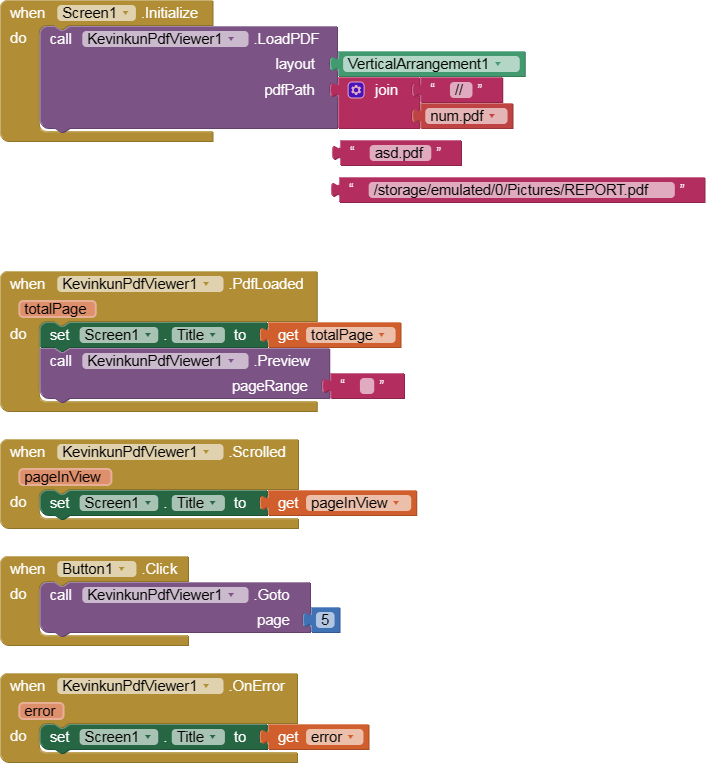 when Screen1 .Initialize
do call KevinkunPdfViewer1 .LoadPDF
layout VerticalArrangement1
pdfPath join “ // ”
num.pdf
“ asd.pdf ”
“ /storage/emulated/0/Pictures/REPORT.pdf ”
when KevinkunPdfViewer1 .PdfLoaded
totalPage
do set Screen1 . Title to get totalPage
call KevinkunPdfViewer1 .Preview
pageRange “ ”
when KevinkunPdfViewer1 .Scrolled
pageInView
do set Screen1 . Title to get pageInView
when Button1 .Click
do call KevinkunPdfViewer1 .Goto
page 5
when KevinkunPdfViewer1 .OnError
error
do set Screen1 . Title to get error